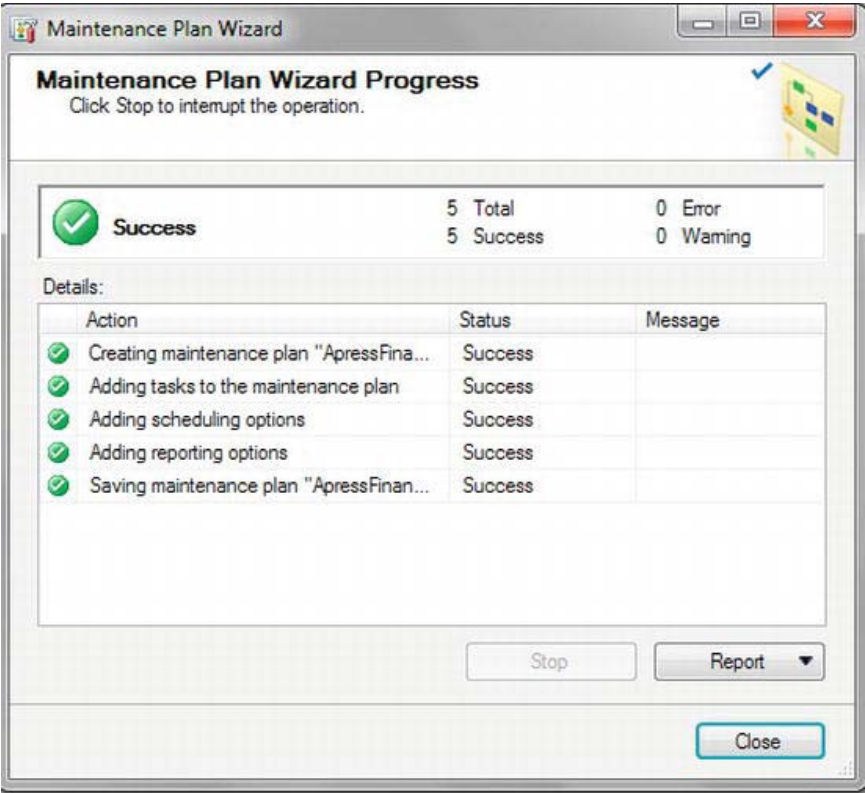 Maintenance Plan Wizard
Maintenance Plan Wizard Progress
Click Stop to interrupt the operation.
Success
5 Total
0 Error
5 Success
0 Warning
Details:
Action Status Message
Creating maintenance plan "ApressFina... Success
Adding tasks to the maintenance plan Success
Adding scheduling options Success
Adding reporting options Success
Saving maintenance plan "ApressFinan... Success
Stop
Report
Close